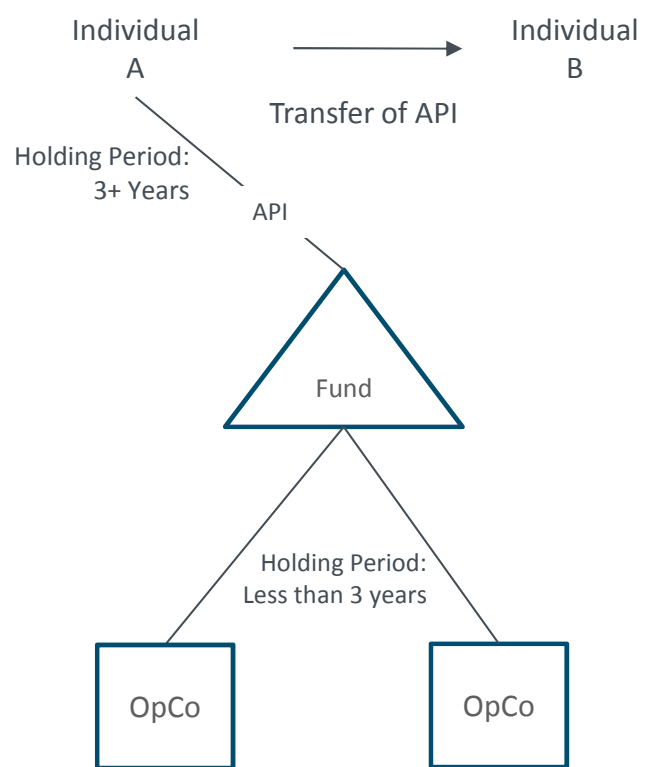 Individual
A
Individual
B
Transfer of API
Holding Period:
3+ Years
API
Fund
Holding Period:
Less than 3 years
OpCo
OpCo